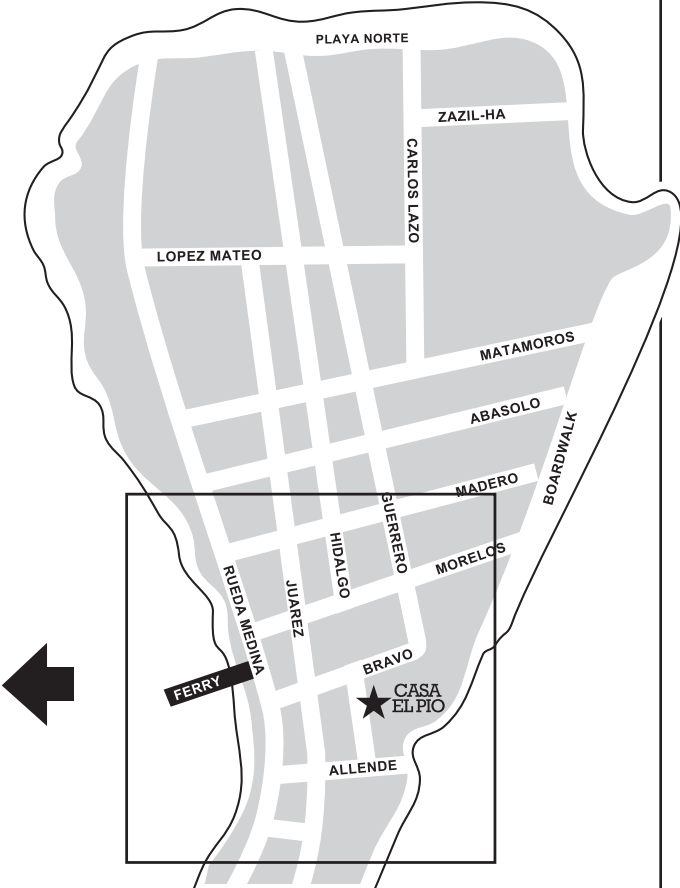 PLAYA NORTE
ZAZIL-HA
CARLOS LAZO
LOPEZ MATEO
MATAMOROS
ABASOLO
BOARDWALK
MADERO
GUERRERO
HIDALGO
MORELOS
RUEDA MEDINA
JUAREZ
BRAVO
FERRY
CASA
EL PIO
ALLENDE